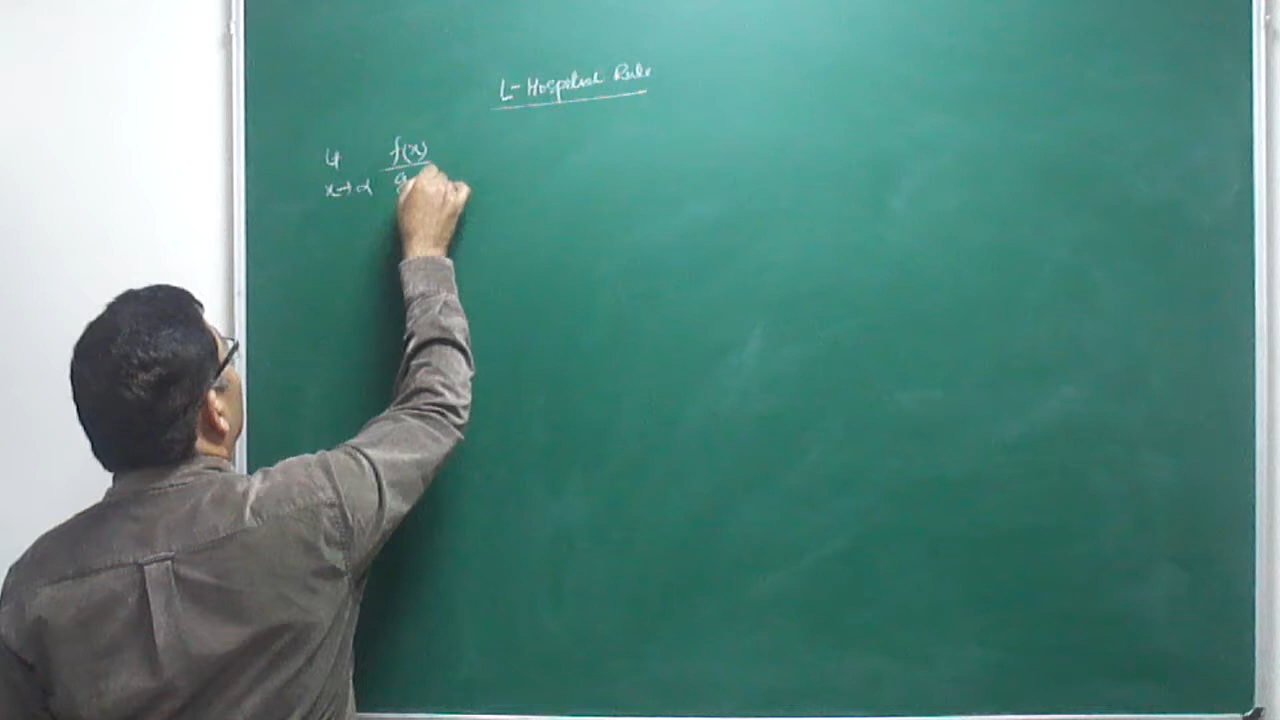 L-Hospital Rule
Lt f(x)
x→α g